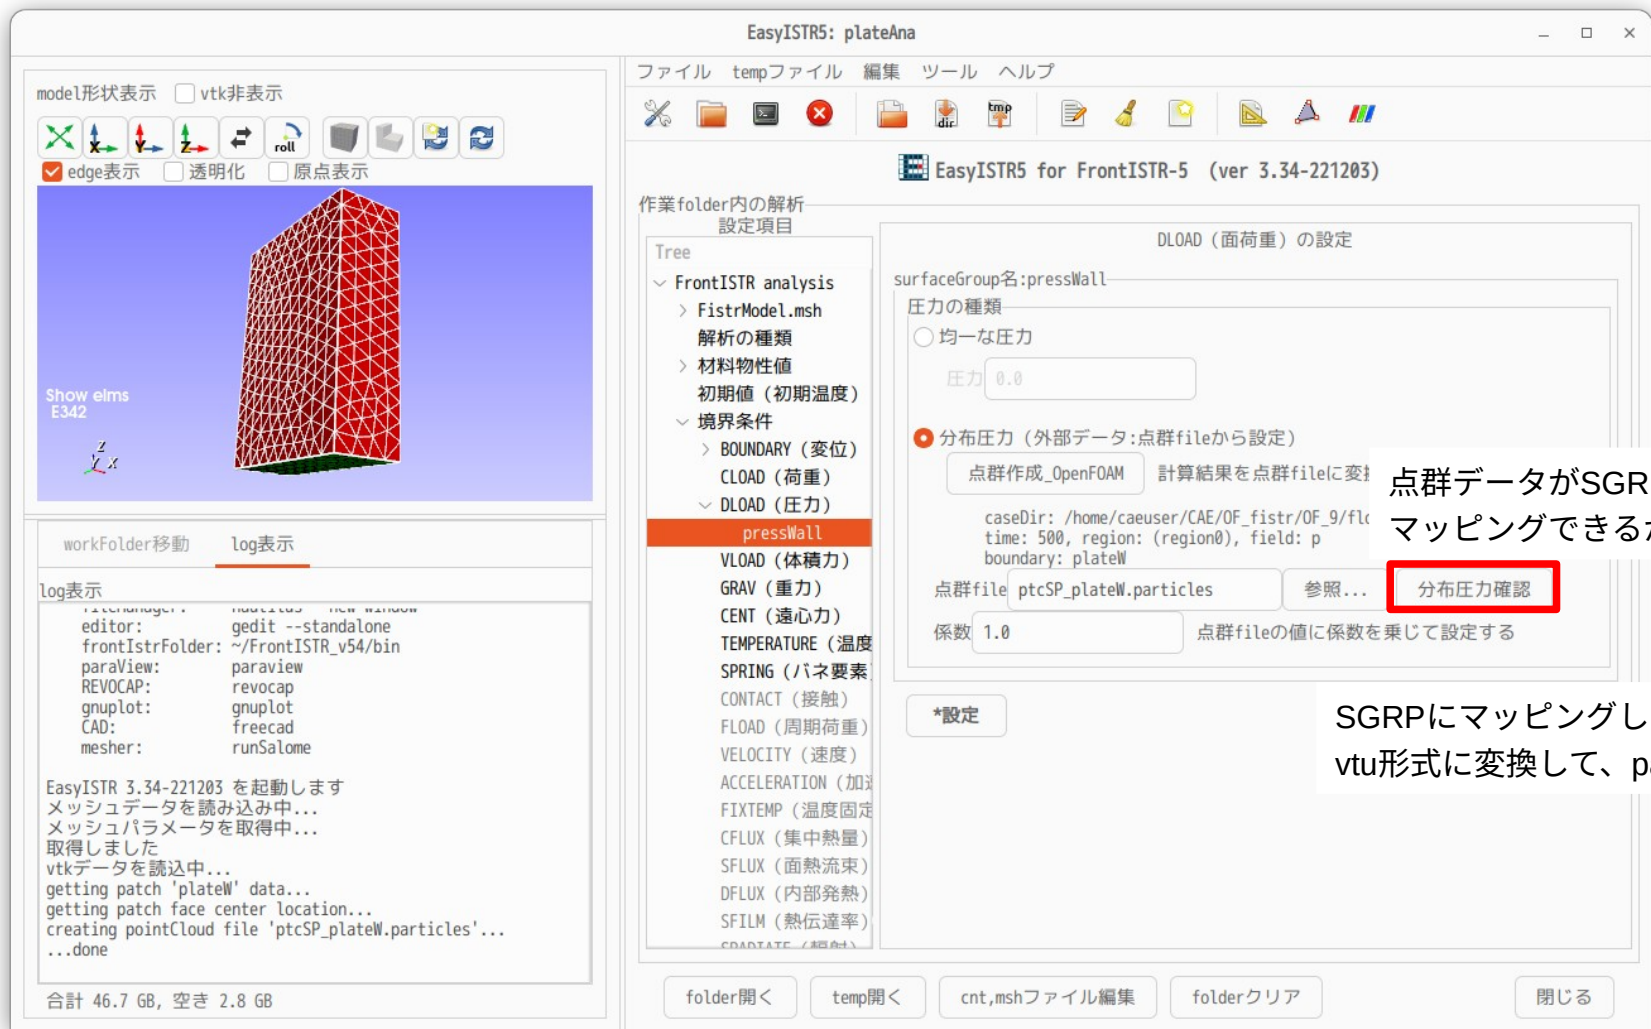 EasyISTR5: plateAna
model形状表示 vtk非表示
roll
edge表示 透明化 原点表示
Show elms
E342
Z
Y X
workFolder移動 log表示
log表示
editor: gedit --standalone
frontIstrFolder: ~/FrontISTR_v54/bin
paraView: paraview
REVOCAP: revocap
gnuplot: gnuplot
CAD: freecad
mesher: runSalome
EasyISTR 3.34-221203 を起動します
メッシュデータを読み込み中...
メッシュパラメータを取得中...
取得しました
vtkデータを読込中...
getting patch 'plateW' data...
getting patch face center location...
creating pointCloud file 'ptcSP_plateW.particles'...
...done
合計 46.7 GB, 空き 2.8 GB
ファイル tempファイル 編集 ツール ヘルプ
dir tmp
EasyISTR5 for FrontISTR-5 (ver 3.34-221203)
作業folder内の解析
設定項目
Tree
FrontISTR analysis
FistrModel.msh
解析の種類
材料物性値
初期値（初期温度）
境界条件
BOUNDARY（変位）
CLOAD（荷重）
DLOAD（圧力）
pressWall
VLOAD（体積力）
GRAV（重力）
CENT（遠心力）
TEMPERATURE（温度
SPRING（バネ要素
CONTACT（接触）
FLOAD（周期荷重）
VELOCITY（速度）
ACCELERATION（加速
FIXTEMP（温度固定
CFLUX（集中熱量）
SFLUX（面熱流束）
DFLUX（内部発熱）
SFILM（熱伝達率）
DLOAD（面荷重）の設定
surfaceGroup名:pressWall
圧力の種類
均一な圧力
圧力 0.0
分布圧力（外部データ:点群fileから設定）
点群作成_OpenFOAM 計算結果を点群fileに変
caseDir: /home/caeuser/CAE/OF_fistr/OF_9/flo
time: 500, region: (region0), field: p
boundary: plateW
点群file ptcSP_plateW.particles 参照... 分布圧力確認
係数 1.0 点群fileの値に係数を乗じて設定する
*設定
点群データがSGR
マッピングできるか
SGRPにマッピングし
vtu形式に変換して、pa
folder開く temp開く cnt,mshファイル編集 folderクリア 閉じる